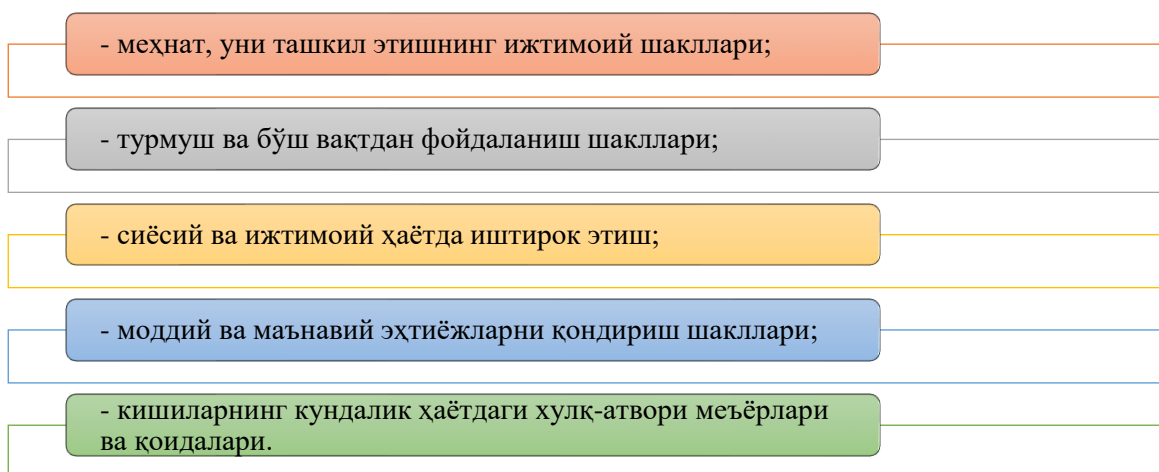 - меҳнат, уни ташкил этишнинг ижтимоий шакллари;
- турмуш ва бўш вақтдан фойдаланиш шакллари;
- сиёсий ва ижтимоий ҳаётда иштирок этиш;
- моддий ва маънавий эҳтиёжларни қондириш шакллари;
- кишиларнинг кундалик ҳаётдаги хулқ-атвори меъёрлари
ва қоидалари.